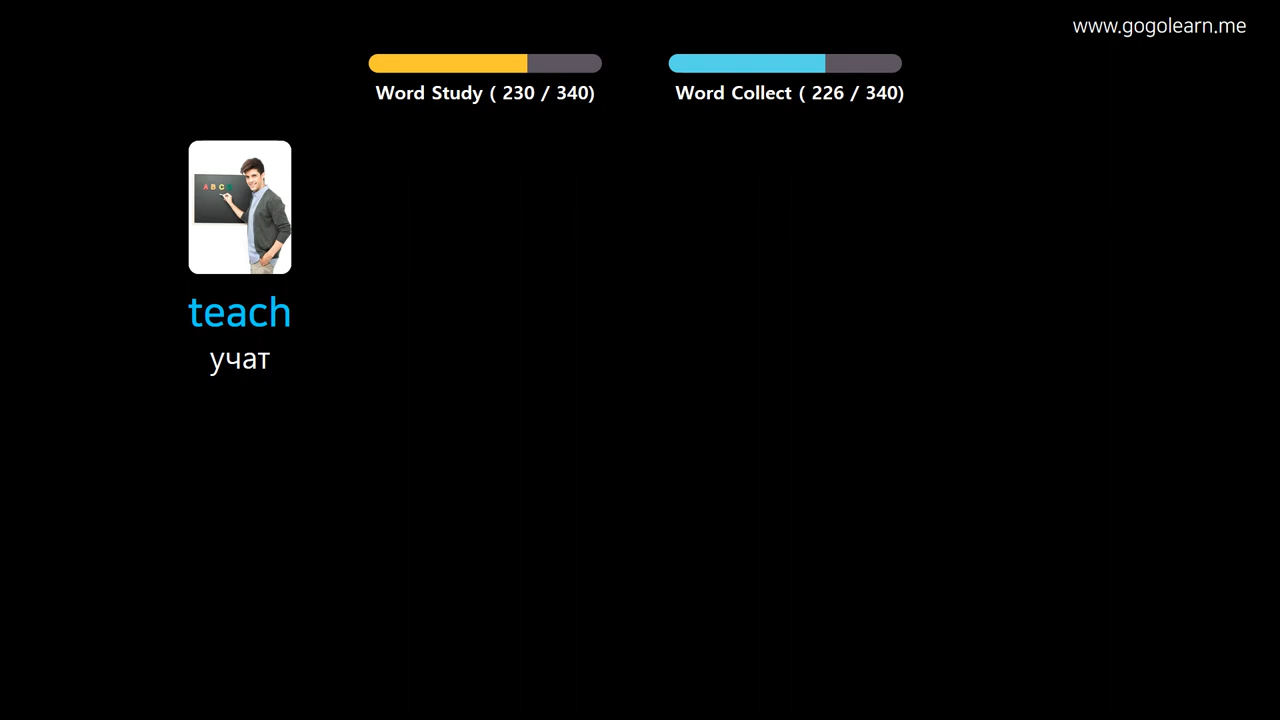 www.gogolearn.me
Word Study ( 230 / 340)
Word Collect ( 226 / 340)
A B C
teach
учат